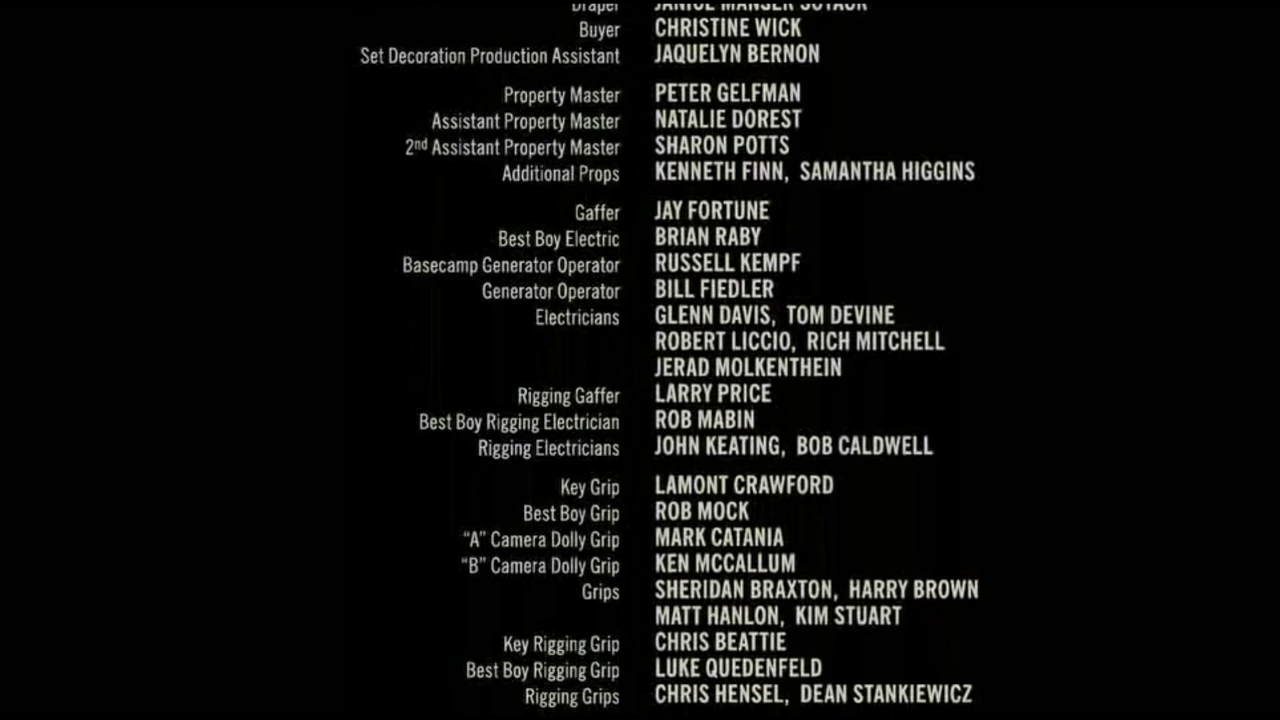 Draper JANICE MANSER
Buyer CHRISTINE WICK
Set Decoration Production Assistant JAQUELYN BERNON
Property Master PETER GELFMAN
Assistant Property Master NATALIE DOREST
2nd Assistant Property Master SHARON POTTS
Additional Props KENNETH FINN, SAMANTHA HIGGINS
Gaffer JAY FORTUNE
Best Boy Electric BRIAN RABY
Basecamp Generator Operator RUSSELL KEMPF
Generator Operator BILL FIEDLER
Electricians GLENN DAVIS, TOM DEVINE
ROBERT LICCIO, RICH MITCHELL
JERAD MOLKENTHEIN
Rigging Gaffer LARRY PRICE
Best Boy Rigging Electrician ROB MABIN
Rigging Electricians JOHN KEATING, BOB CALDWELL
Key Grip LAMONT CRAWFORD
Best Boy Grip ROB MOCK
“A” Camera Dolly Grip MARK CATANIA
“B” Camera Dolly Grip KEN MCCALLUM
Grips SHERIDAN BRAXTON, HARRY BROWN
MATT HANLON, KIM STUART
Key Rigging Grip CHRIS BEATTIE
Best Boy Rigging Grip LUKE QUEDENFELD
Rigging Grips CHRIS HENSEL, DEAN STANKIEWICZ